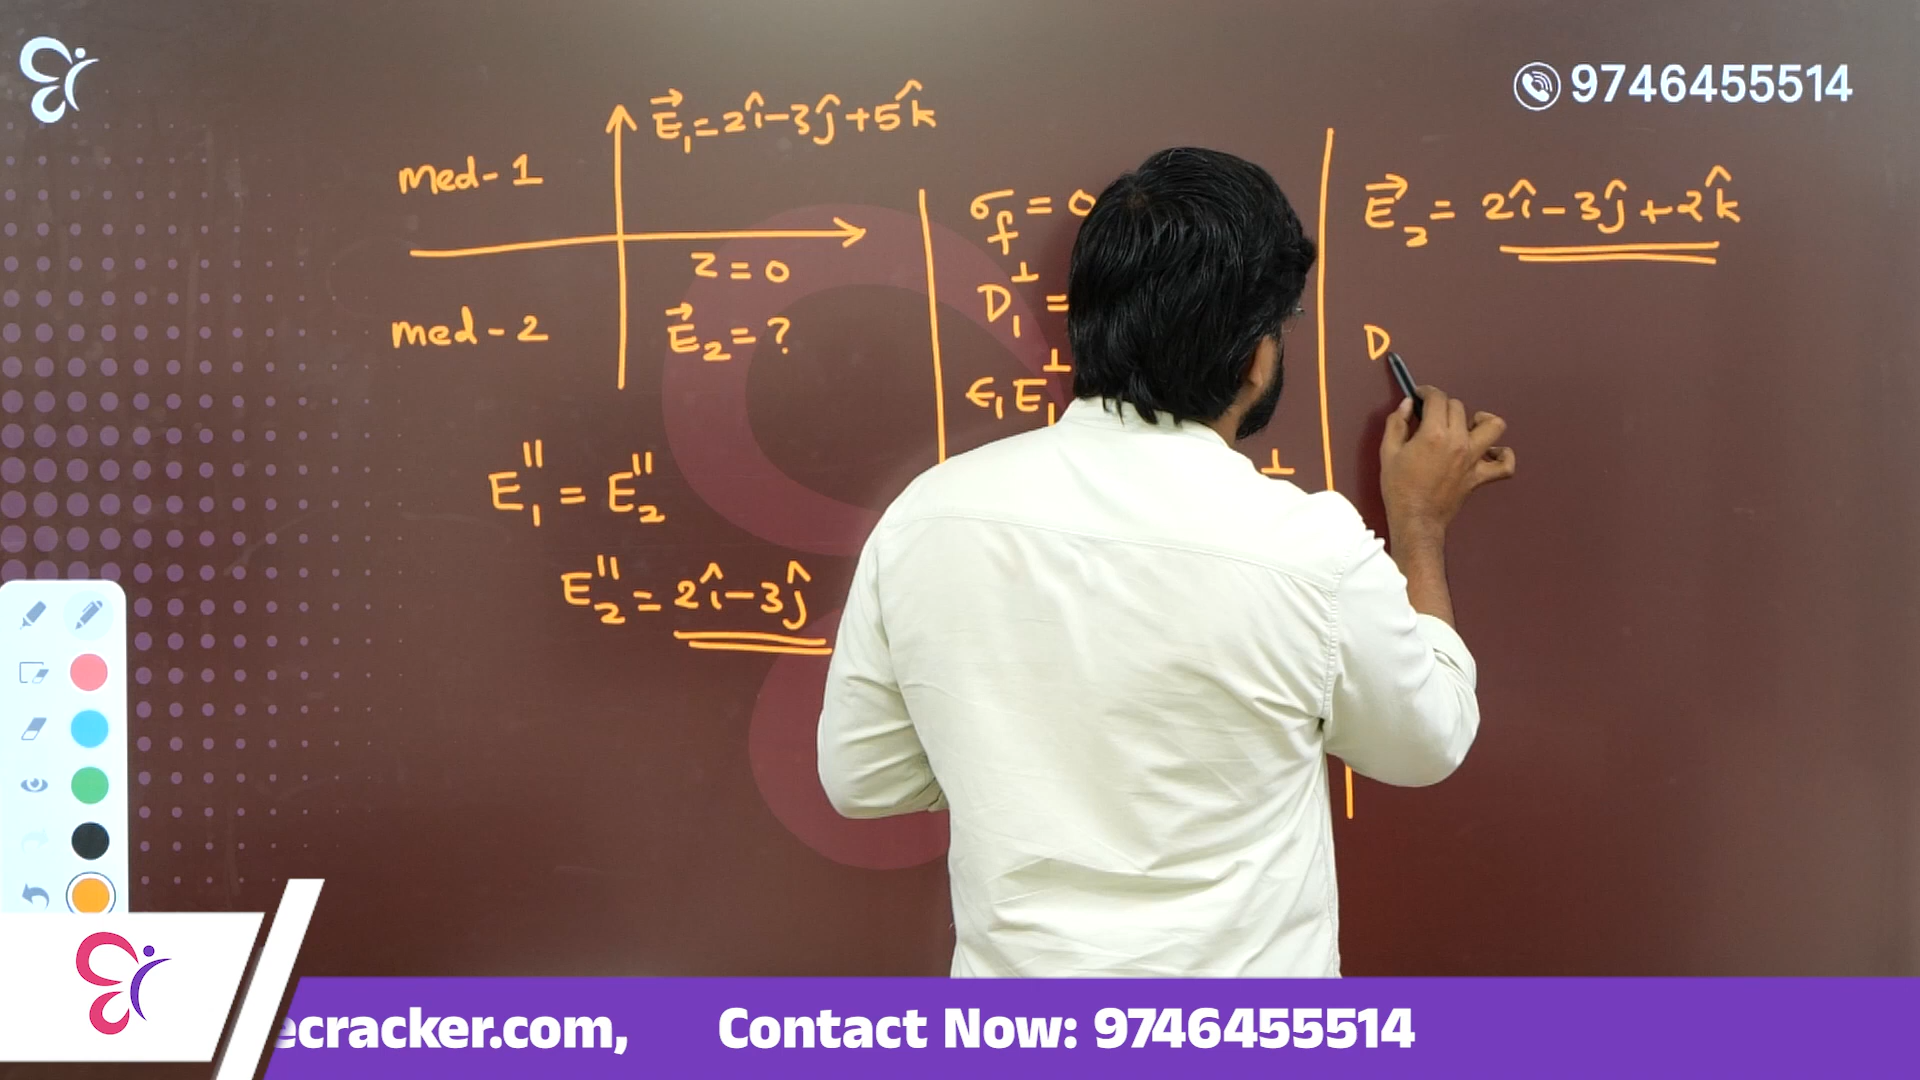 9746455514
E⃗₁ = 2î - 3ĵ + 5k̂
med - 1
z = 0
med - 2
E⃗₂ = ?
E₁^|| = E₂^||
E₂^|| = 2î - 3ĵ
σ_f = 0
D₁^⊥ =
ϵ₁E₁^⊥
⊥
E⃗₂ = 2î - 3ĵ + 2k̂
D
ecracker.com, Contact Now: 9746455514